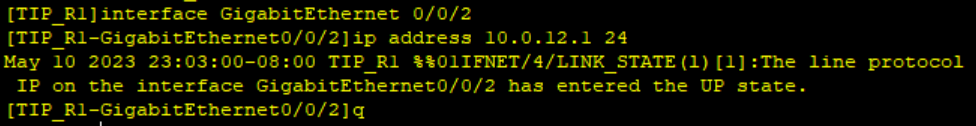 [TIP_R1]interface GigabitEthernet 0/0/2
[TIP_R1-GigabitEthernet0/0/2]ip address 10.0.12.1 24
May 10 2023 23:03:00-08:00 TIP_R1 %%01IFNET/4/LINK_STATE(l)[1]:The line protocol
 IP on the interface GigabitEthernet0/0/2 has entered the UP state.
[TIP_R1-GigabitEthernet0/0/2]q